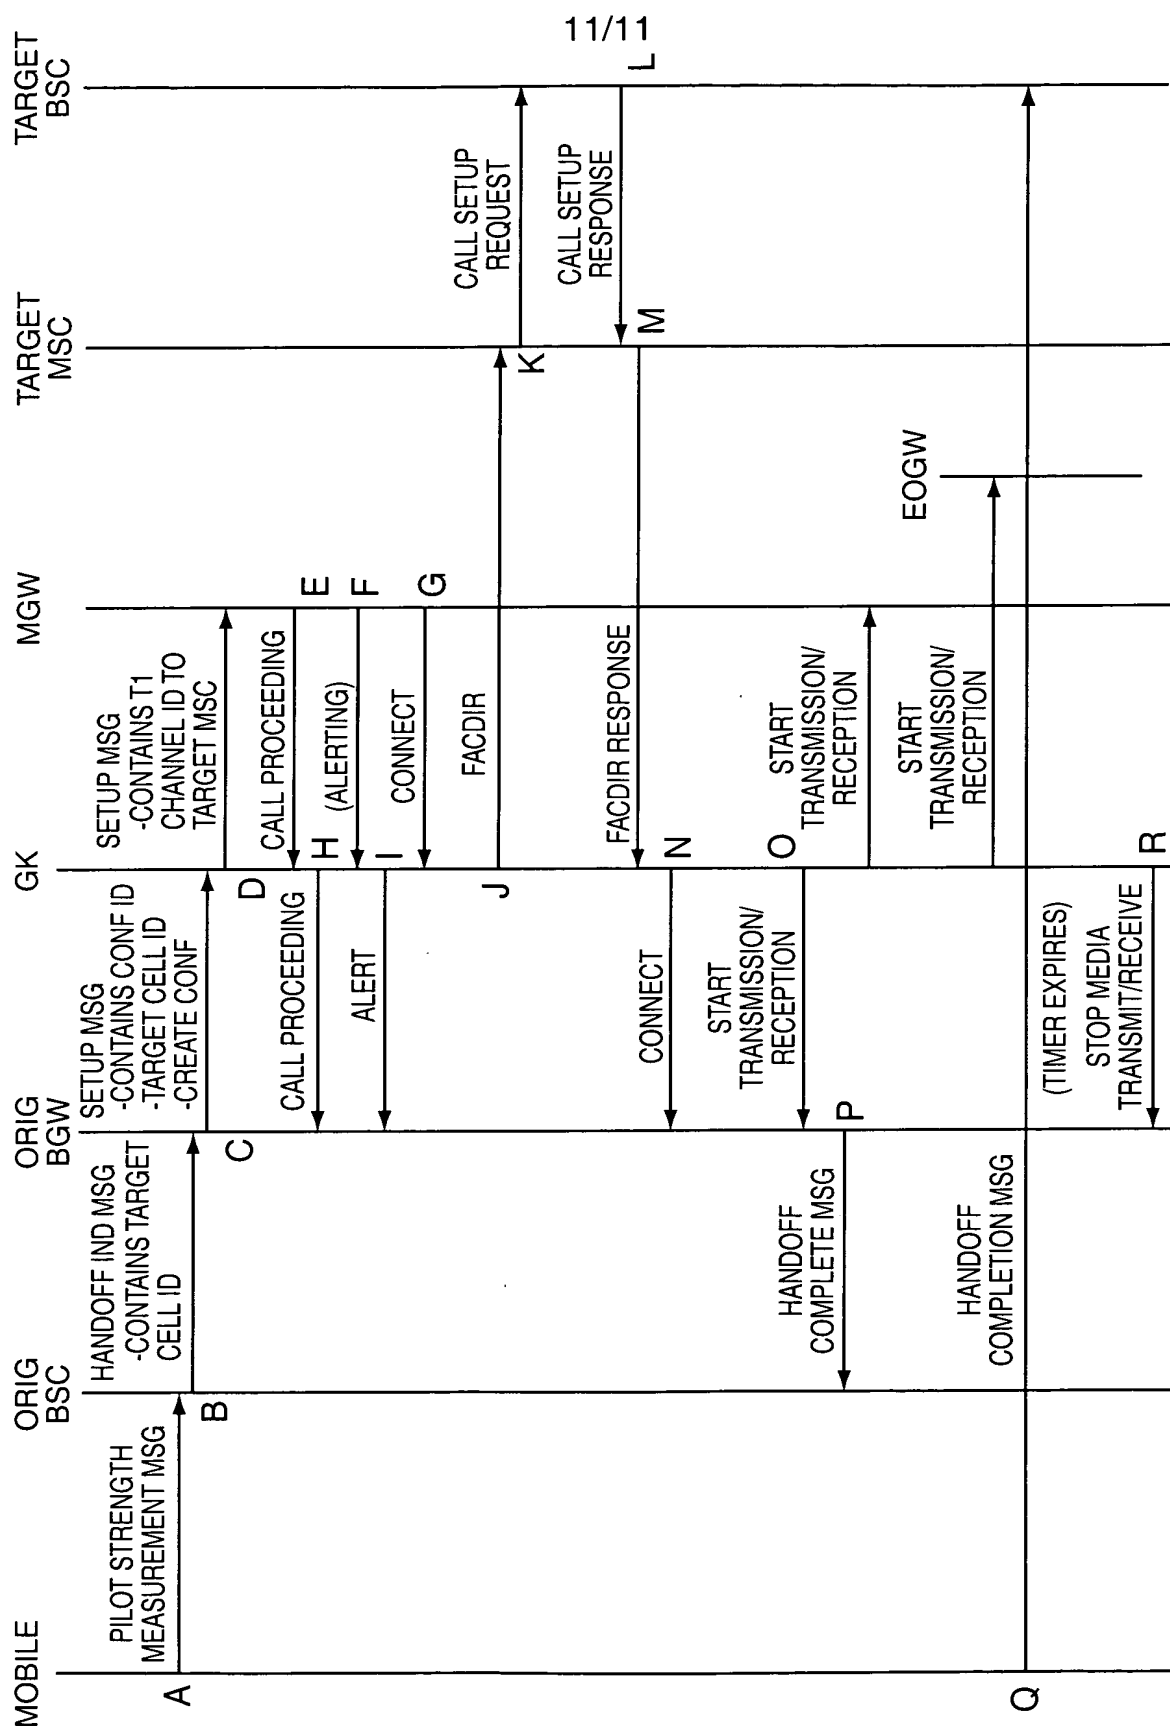 11/11
MOBILE
ORIG
BSC
ORIG
BGW
GK
MGW
TARGET
MSC
TARGET
BSC
A
PILOT STRENGTH
MEASUREMENT MSG
B
HANDOFF IND MSG
-CONTAINS TARGET
CELL ID
C
SETUP MSG
-CONTAINS CONF ID
-TARGET CELL ID
-CREATE CONF
D
SETUP MSG
-CONTAINS T1
CHANNEL ID TO
TARGET MSC
CALL PROCEEDING
E
CALL PROCEEDING
H
(ALERTING)
F
ALERT
I
CONNECT
G
J
FACDIR
K
CALL SETUP
REQUEST
CALL SETUP
RESPONSE
L
M
FACDIR RESPONSE
CONNECT
N
START
TRANSMISSION/
RECEPTION
O
START
TRANSMISSION/
RECEPTION
HANDOFF
COMPLETE MSG
P
START
TRANSMISSION/
RECEPTION
EOGW
Q
HANDOFF
COMPLETION MSG
(TIMER EXPIRES)
STOP MEDIA
TRANSMIT/RECEIVE
R